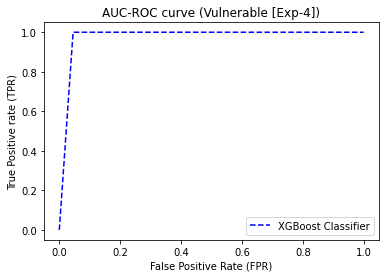 AUC-ROC curve (Vulnerable [Exp-4])
True Positive rate (TPR)
1.0
0.8
0.6
0.4
0.2
0.0
XGBoost Classifier
0.0 0.2 0.4 0.6 0.8 1.0
False Positive Rate (FPR)